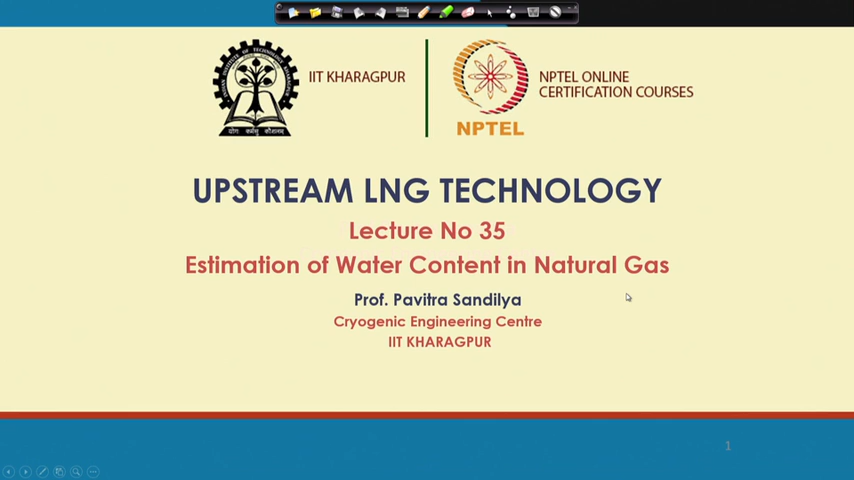 IIT KHARAGPUR
NPTEL
NPTEL ONLINE
CERTIFICATION COURSES
UPSTREAM LNG TECHNOLOGY
Lecture No 35
Estimation of Water Content in Natural Gas
Prof. Pavitra Sandilya
Cryogenic Engineering Centre
IIT KHARAGPUR
1